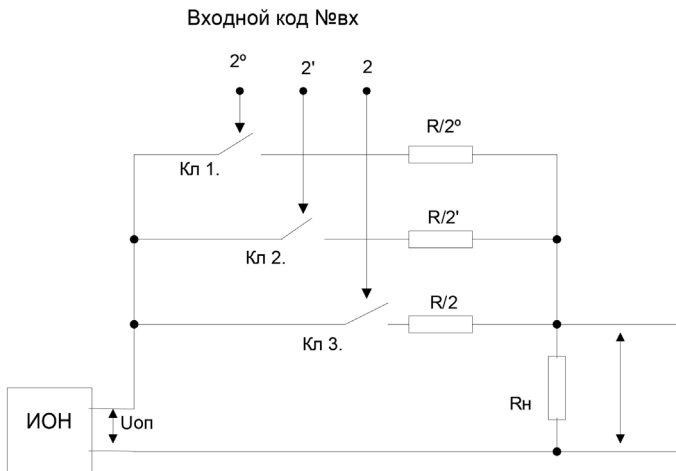 Входной код №вх
2º 2' 2
R/2º
Кл 1.
R/2'
Кл 2.
R/2
Кл 3.
Rн
ИОН Uоп